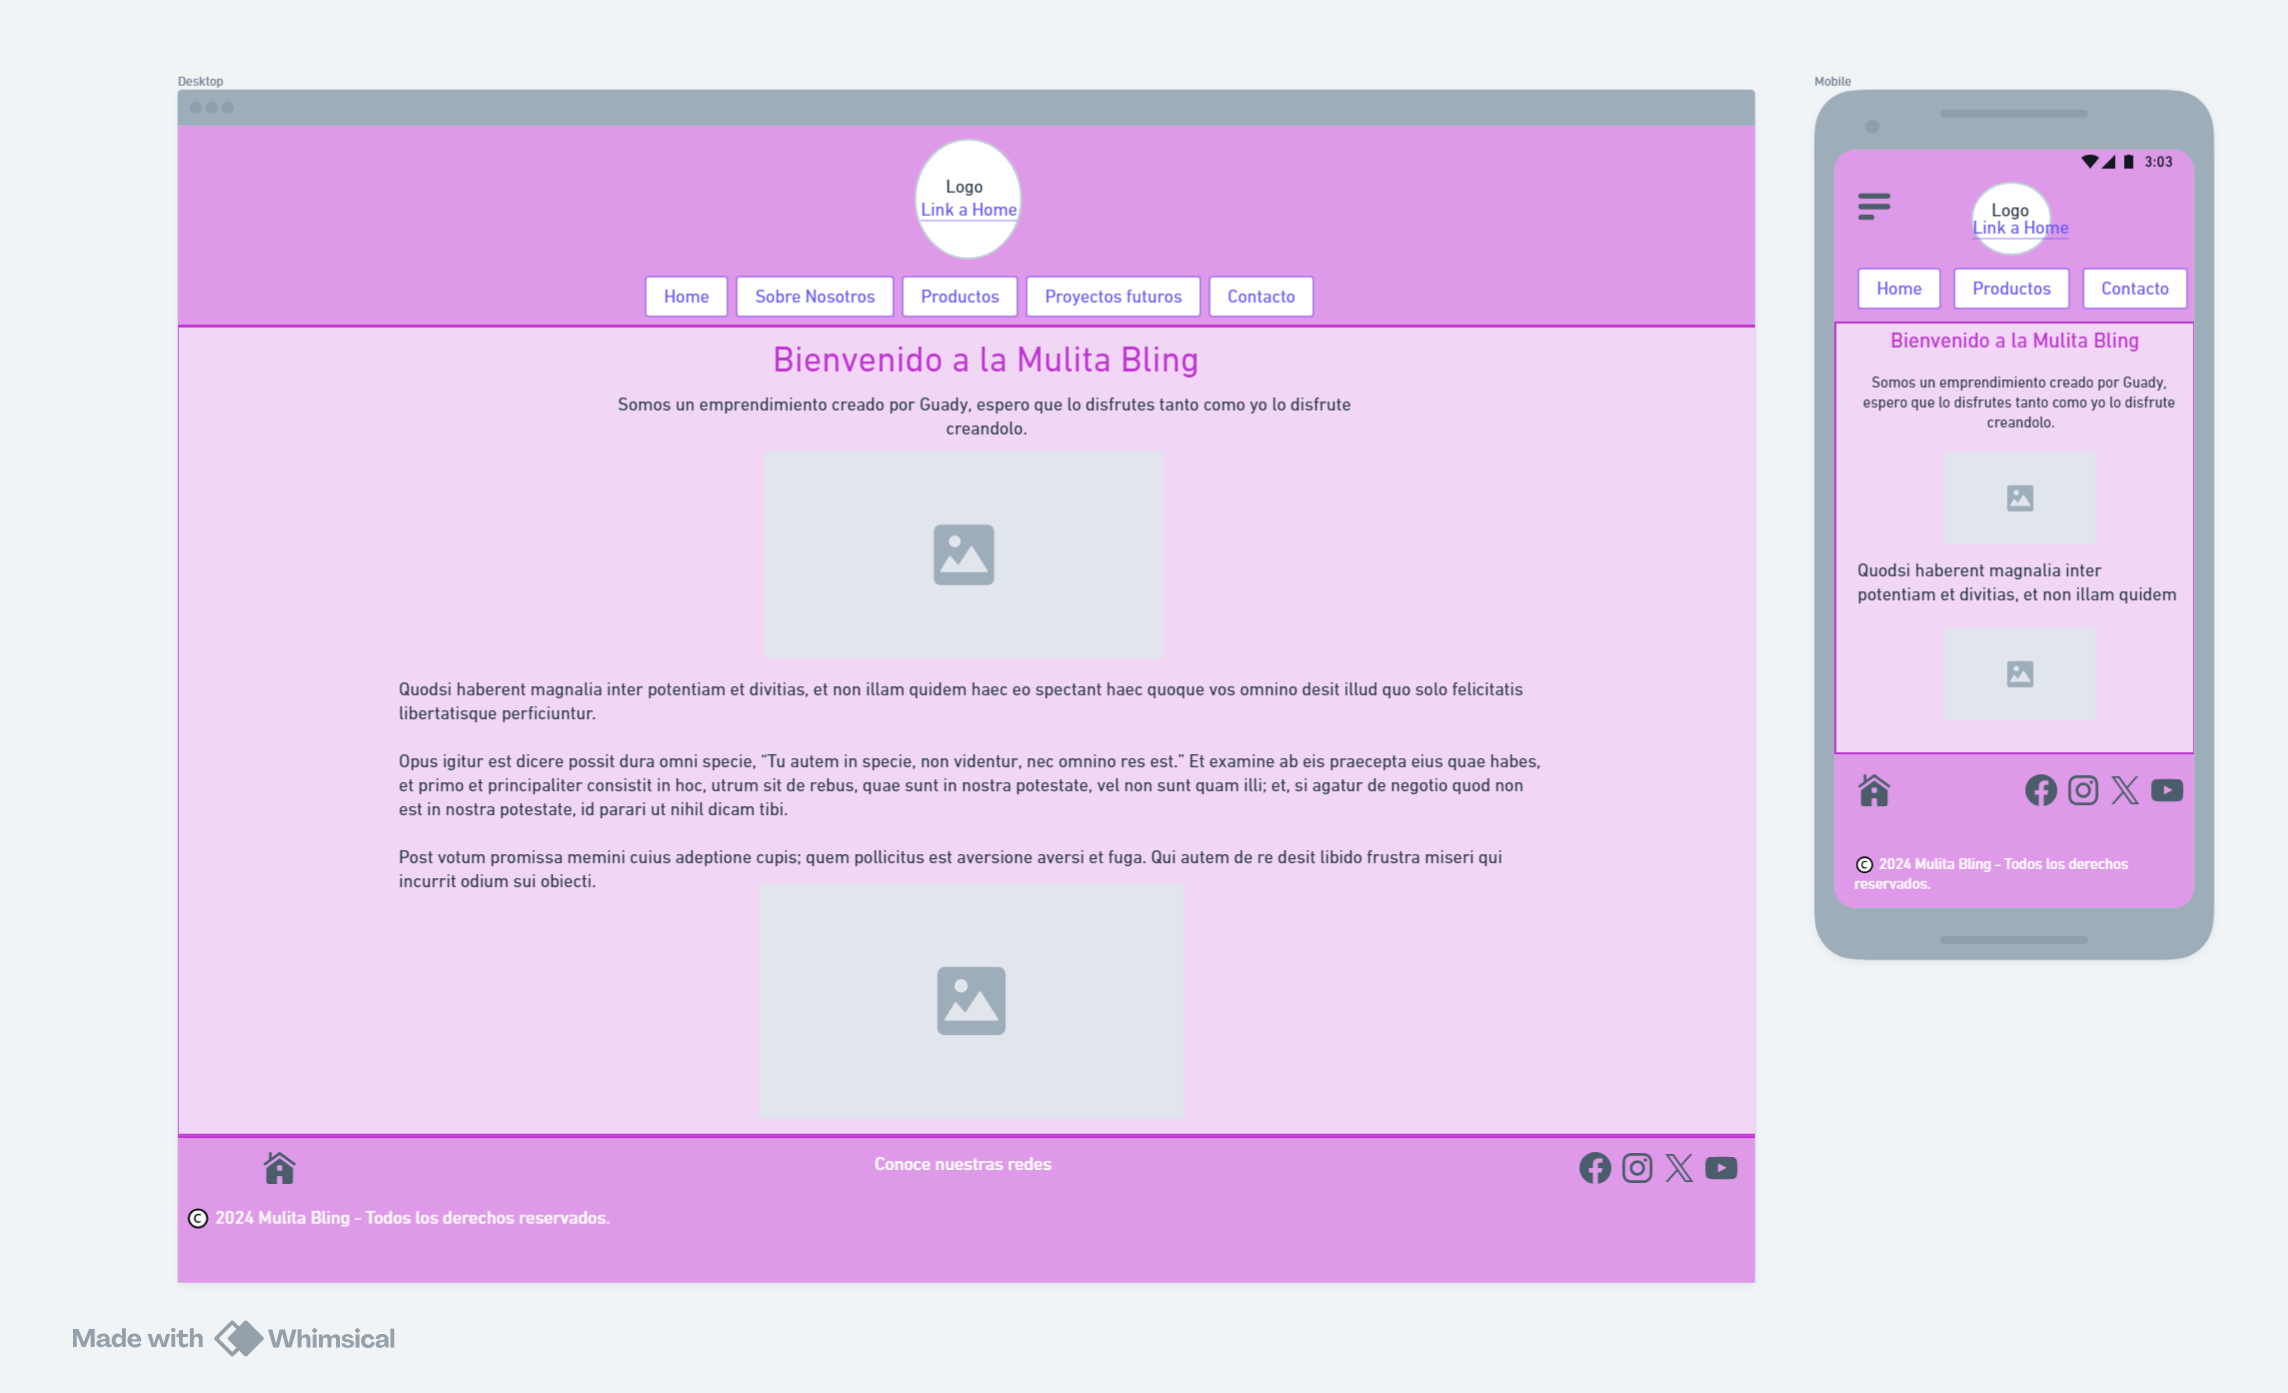 Desktop
Logo
Link a Home
Home
Sobre Nosotros
Productos
Proyectos futuros
Contacto
Bienvenido a la Mulita Bling
Somos un emprendimiento creado por Guady, espero que lo disfrutes tanto como yo lo disfrute
creandolo.
Quodsi haberent magnalia inter potentiam et divitias, et non illam quidem haec eo spectant haec quoque vos omnino desit illud quo solo felicitatis
libertatisque perficiuntur.
Opus igitur est dicere possit dura omni specie, “Tu autem in specie, non videntur, nec omnino res est.” Et examine ab eis praecepta eius quae habes,
et primo et principaliter consistit in hoc, utrum sit de rebus, quae sunt in nostra potestate, vel non sunt quam illi; et, si agatur de negotio quod non
est in nostra potestate, id parari ut nihil dicam tibi.
Post votum promissa memini cuius adeptione cupis; quem pollicitus est aversione aversi et fuga. Qui autem de re desit libido frustra miseri qui
incurrit odium sui obiecti.
Conoce nuestras redes
© 2024 Mulita Bling - Todos los derechos reservados.
Mobile
3:03
Logo
Link a Home
Home
Productos
Contacto
Bienvenido a la Mulita Bling
Somos un emprendimiento creado por Guady,
espero que lo disfrutes tanto como yo lo disfrute
creandolo.
Quodsi haberent magnalia inter
potentiam et divitias, et non illam quidem
© 2024 Mulita Bling - Todos los derechos
reservados.
Made with Whimsical